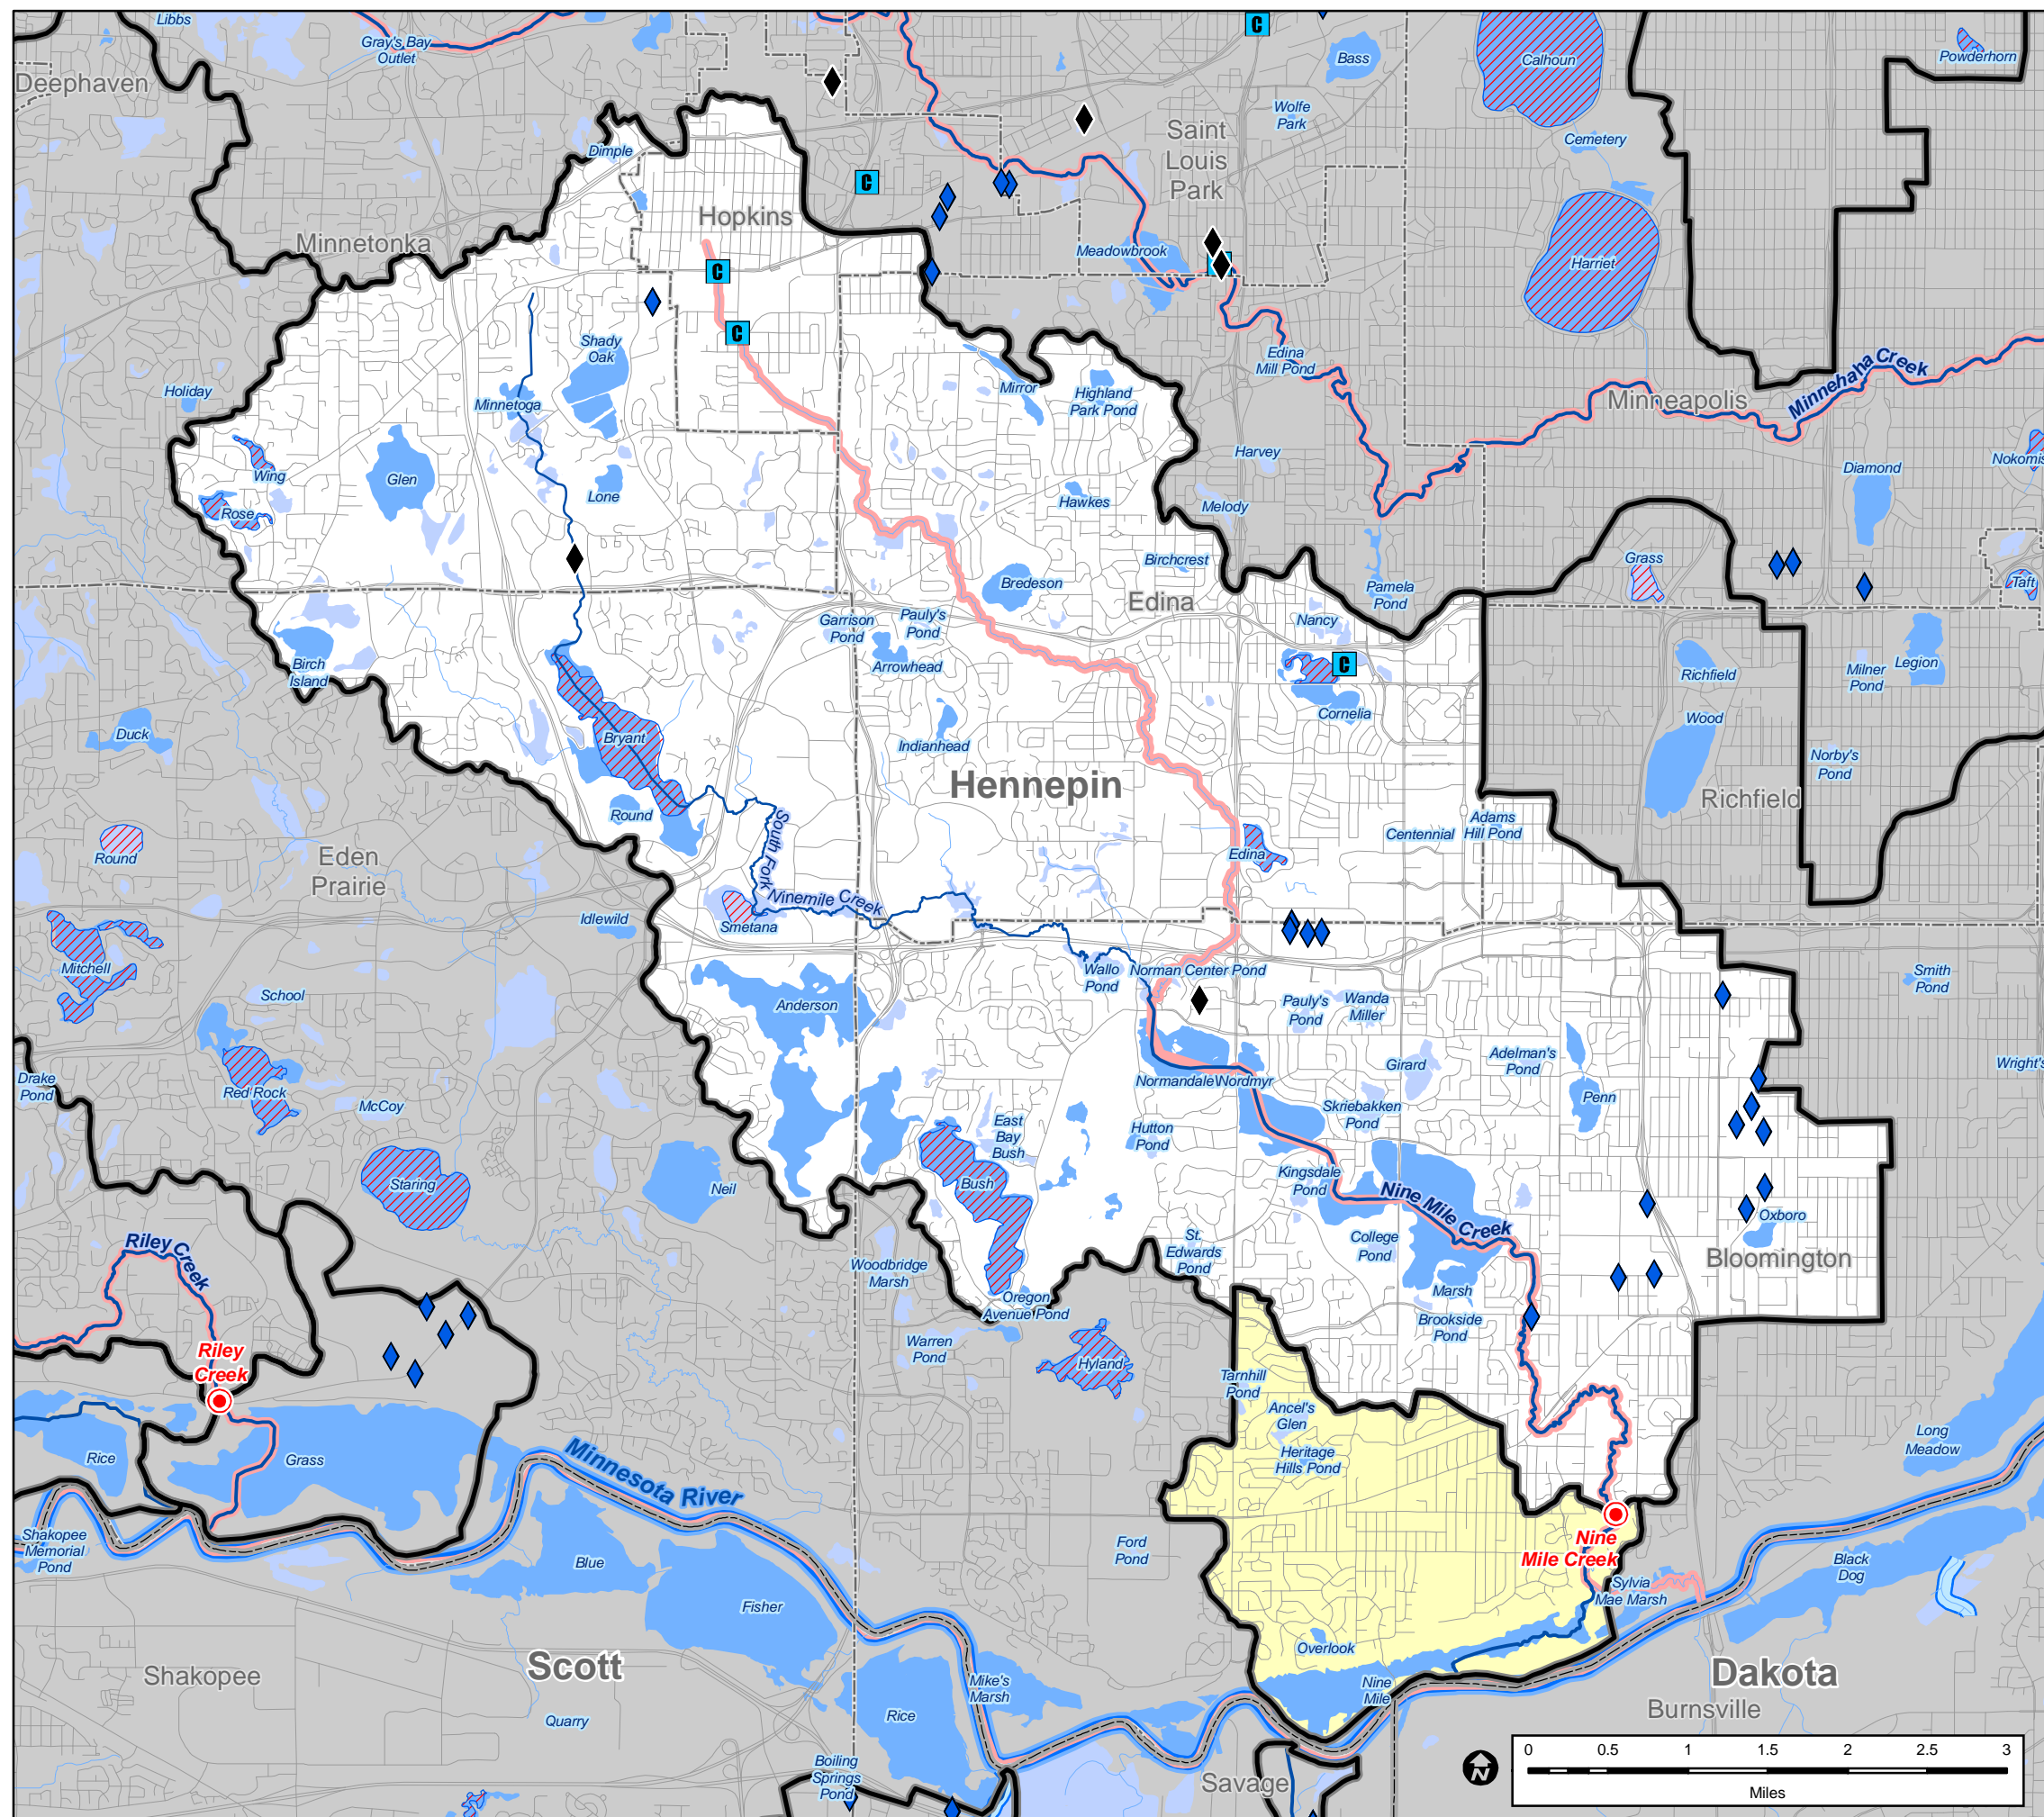 Libbs
Gray's Bay
Outlet
Deephaven
C
Bass
Calhoun
Powderhorn
Wolfe
Park
Saint
Louis
Park
Cemetery
Dimple
C
Hopkins
Minnetonka
Meadowbrook
Harriet
C
C
Shady
Oak
Edina
Mill Pond
Minnehaha Creek
Minneapolis
Holiday
Minnetoga
Mirror
Highland
Park Pond
Harvey
Nokomis
Diamond
Wing
Glen
Lone
Hawkes
Melody
Rose
Birchcrest
Grass
Taft
Bredeson
Edina
Pamela
Pond
Garrison
Pond
Pauly's
Pond
Nancy
Arrowhead
C
Birch
Island
Richfield
Milner
Pond
Legion
Cornelia
Wood
Duck
Bryant
Indianhead
Norby's
Pond
Hennepin
Richfield
Round
Adams
Hill Pond
Centennial
South Fork
Ninemile Creek
Edina
Round
Eden
Prairie
Idlewild
Smetana
Mitchell
Wallo
Pond
Norman Center Pond
Smith
Pond
School
Anderson
Pauly's
Pond
Wanda
Miller
Drake
Pond
Red Rock
McCoy
Normandale
Nordmyr
Girard
Adelman's
Pond
Wright's
Penn
Skriebakken
Pond
East
Bay
Bush
Hutton
Pond
Staring
Neil
Bush
Kingsdale
Pond
Nine Mile Creek
Oxboro
Bloomington
Riley Creek
Woodbridge
Marsh
St.
Edwards
Pond
College
Pond
Marsh
Oregon
Avenue Pond
Brookside
Pond
Warren
Pond
Hyland
Riley
Creek
Tarnhill
Pond
Ancel's
Glen
Heritage
Hills Pond
Long
Meadow
Rice
Grass
Minnesota River
Shakopee
Memorial
Pond
Blue
Ford
Pond
Nine
Mile Creek
Black
Dog
Sylvia
Mae Marsh
Fisher
Overlook
Scott
Shakopee
Mike's
Marsh
Nine
Mile
Dakota
Burnsville
Quarry
Rice
Boiling
Springs
Pond
Savage
N
0 0.5 1 1.5 2 2.5 3
Miles